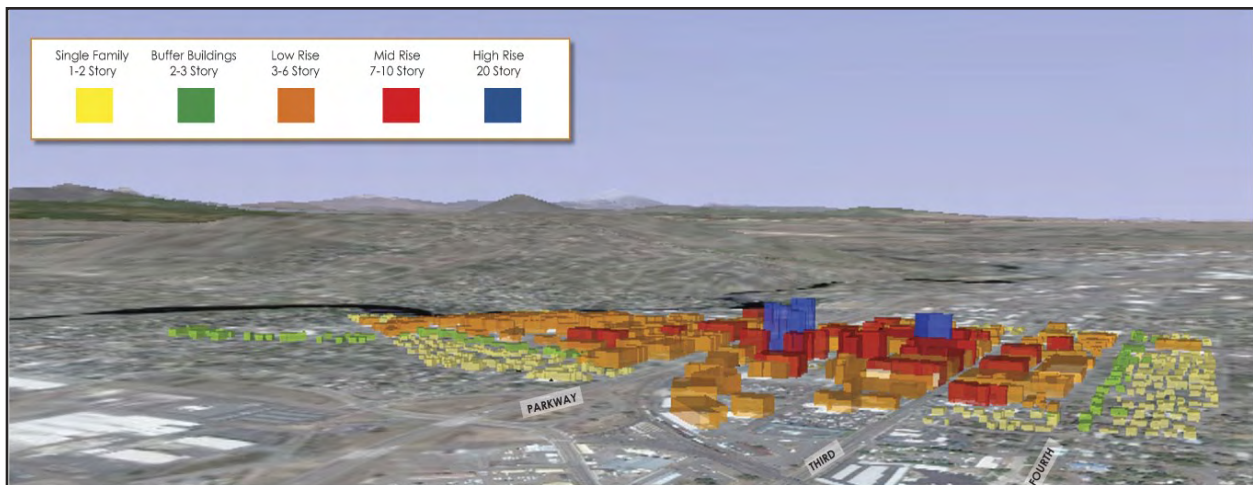 Single Family
1-2 Story
Buffer Buildings
2-3 Story
Low Rise
3-6 Story
Mid Rise
7-10 Story
High Rise
20 Story
PARKWAY
THIRD
FOURTH